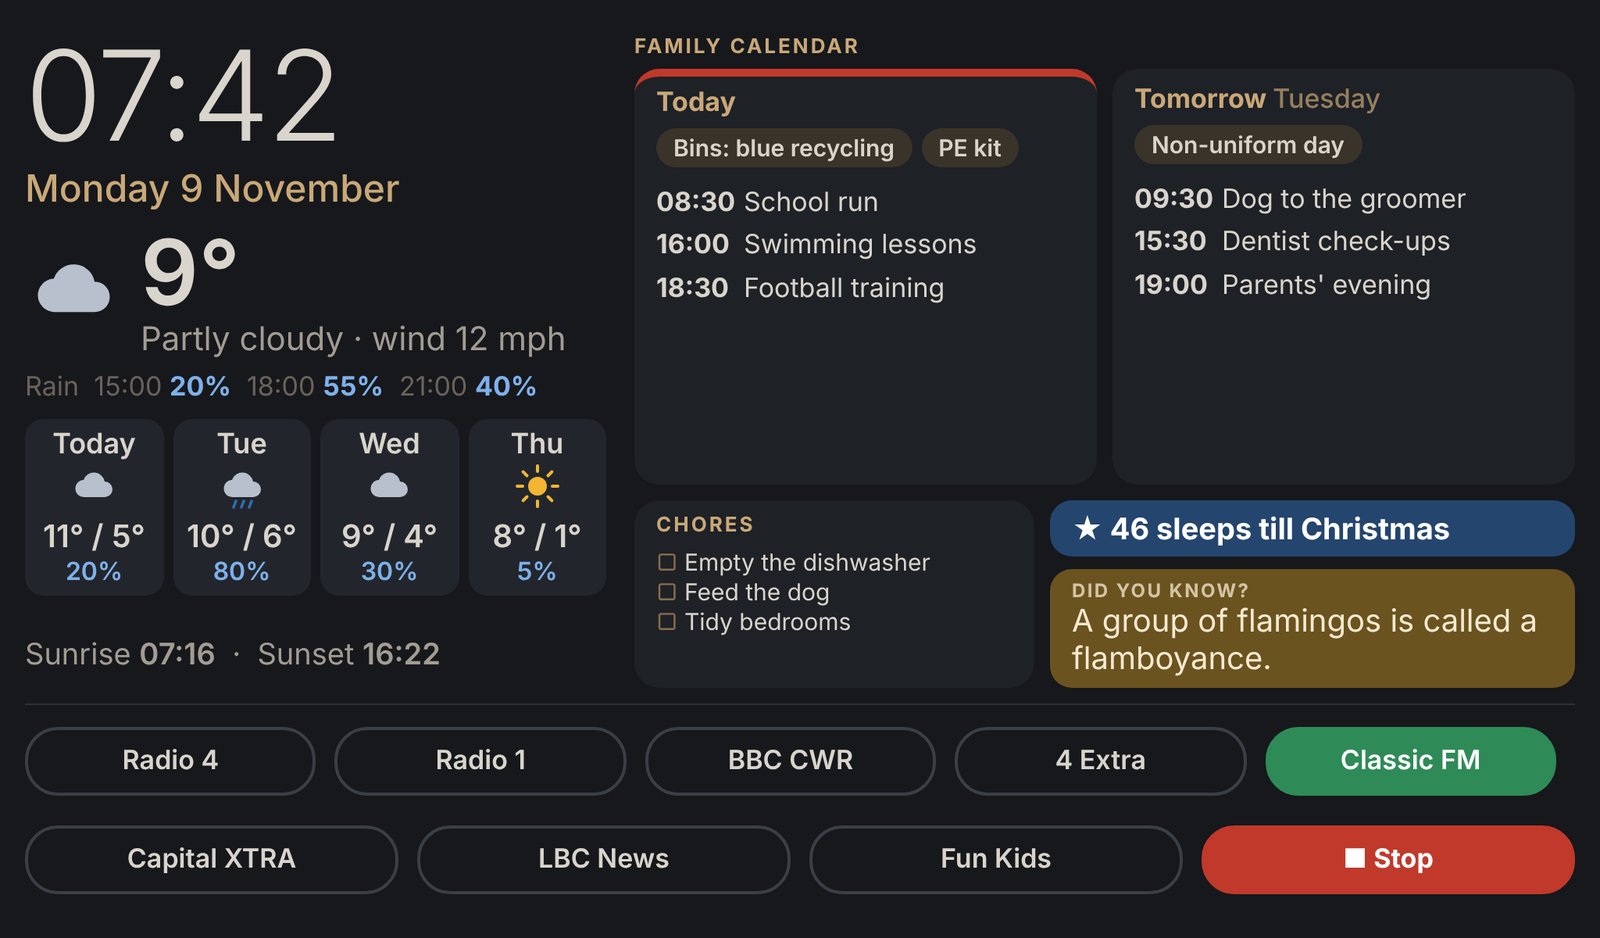 07:42
Monday 9 November
9°
Partly cloudy · wind 12 mph
Rain 15:00 20% 18:00 55% 21:00 40%
Today
11° / 5°
20%
Tue
10° / 6°
80%
Wed
9° / 4°
30%
Thu
8° / 1°
5%
Sunrise 07:16 · Sunset 16:22
FAMILY CALENDAR
Today
Bins: blue recycling
PE kit
08:30 School run
16:00 Swimming lessons
18:30 Football training
Tomorrow Tuesday
Non-uniform day
09:30 Dog to the groomer
15:30 Dentist check-ups
19:00 Parents' evening
CHORES
Empty the dishwasher
Feed the dog
Tidy bedrooms
★ 46 sleeps till Christmas
DID YOU KNOW?
A group of flamingos is called a
flamboyance.
Radio 4
Radio 1
BBC CWR
4 Extra
Classic FM
Capital XTRA
LBC News
Fun Kids
Stop